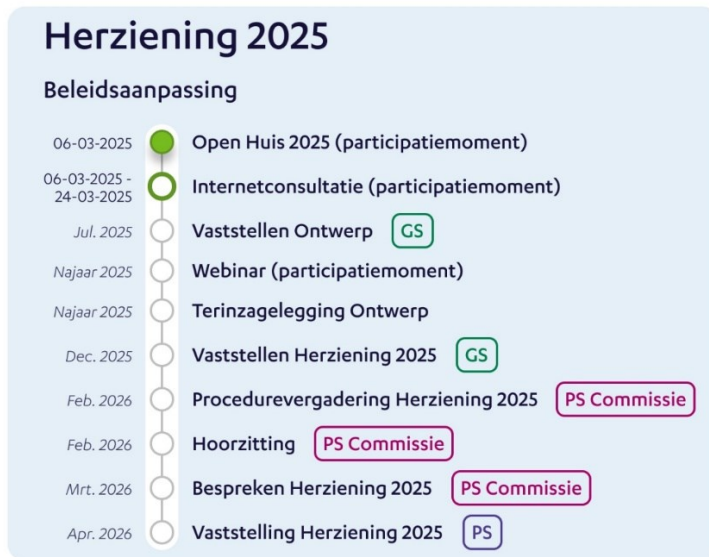 Herziening 2025
Beleidsaanpassing
06-03-2025 Open Huis 2025 (participatiemoment)
06-03-2025 -
24-03-2025 Internetconsultatie (participatiemoment)
Jul. 2025 Vaststellen Ontwerp GS
Najaar 2025 Webinar (participatiemoment)
Najaar 2025 Terinzagelegging Ontwerp
Dec. 2025 Vaststellen Herziening 2025 GS
Feb. 2026 Procedurevergadering Herziening 2025 PS Commissie
Feb. 2026 Hoorzitting PS Commissie
Mrt. 2026 Bespreken Herziening 2025 PS Commissie
Apr. 2026 Vaststelling Herziening 2025 PS